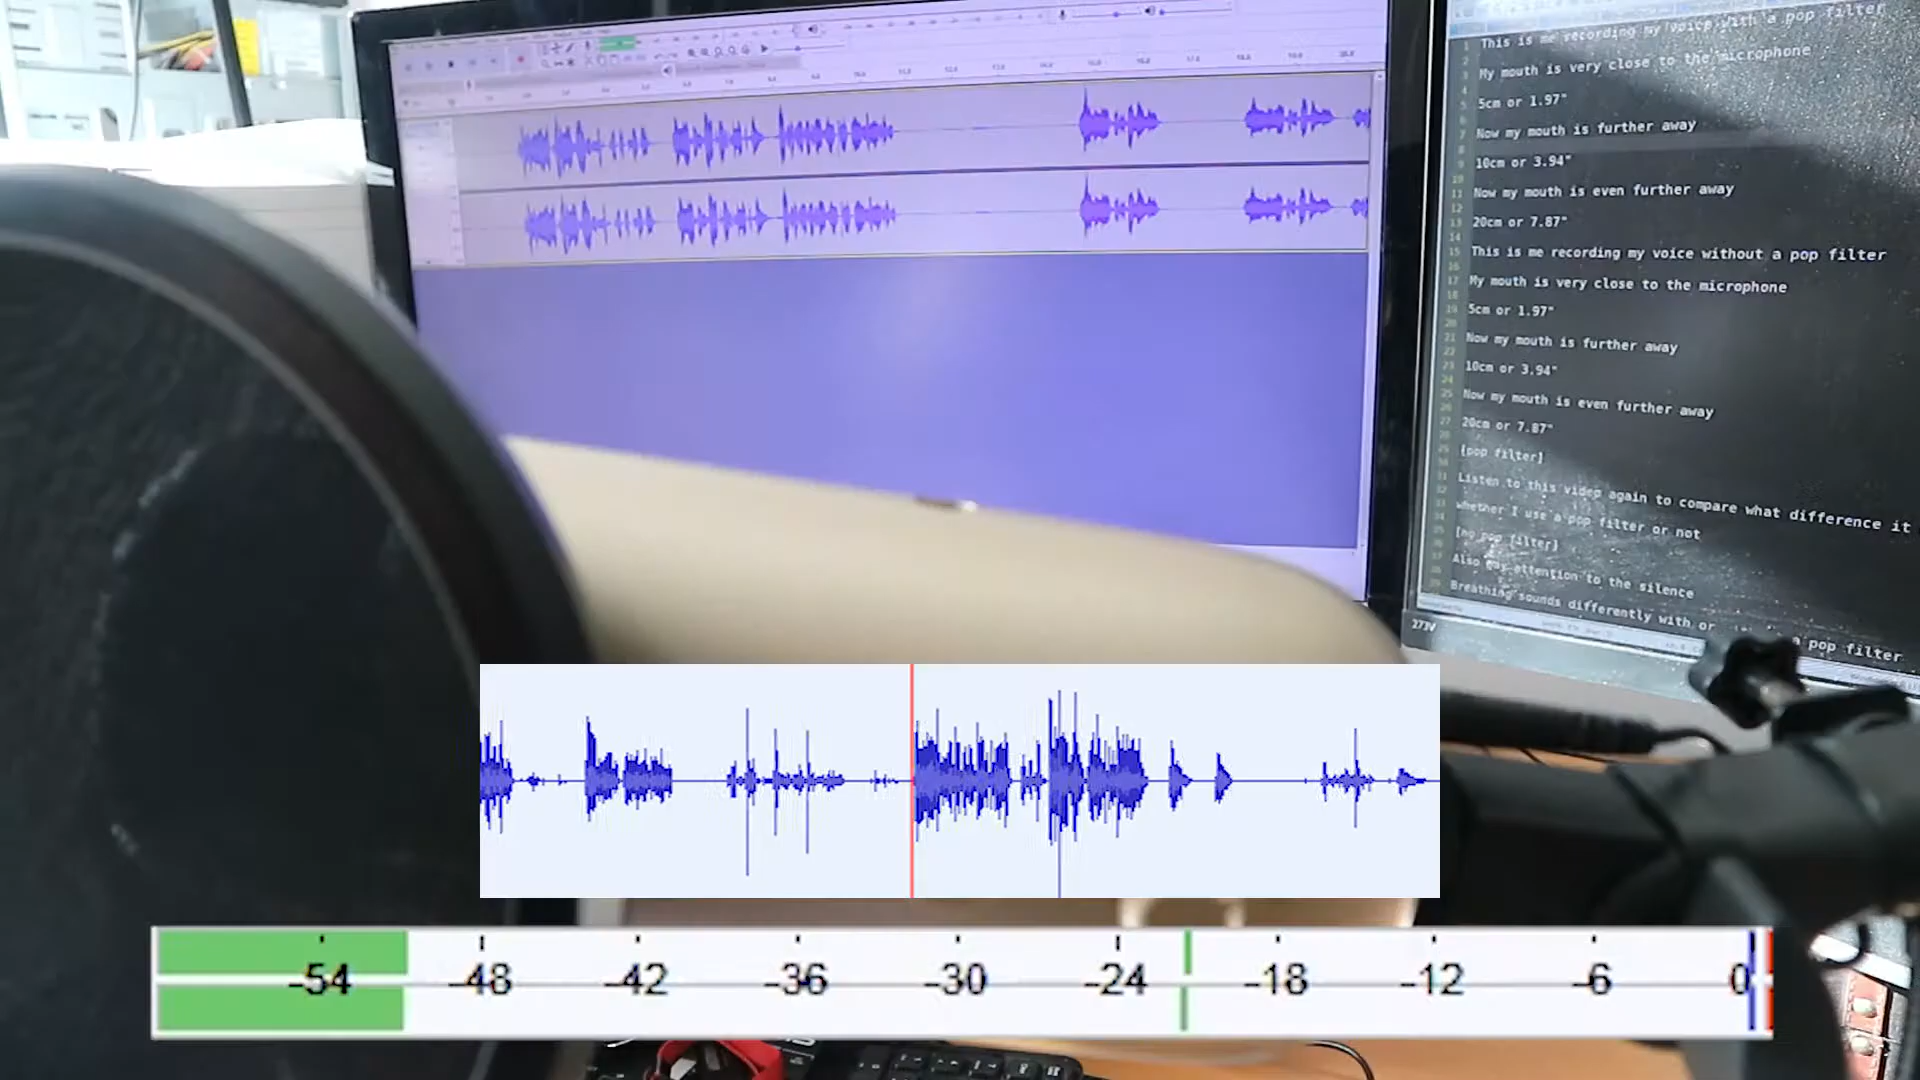 This is me recording my voice with a pop filter
My mouth is very close to the microphone
5cm or 1.97"
Now my mouth is further away
10cm or 3.94"
Now my mouth is even further away
20cm or 7.87"
This is me recording my voice without a pop filter
My mouth is very close to the microphone
5cm or 1.97"
Now my mouth is further away
10cm or 3.94"
Now my mouth is even further away
20cm or 7.87"
[pop filter]
Listen to this video again to compare what difference it
whether I use a pop filter or not
[no pop filter]
Also pay attention to the silence
Breathing sounds differently with or a pop filter
273V
-54 -48 -42 -36 -30 -24 -18 -12 -6 0